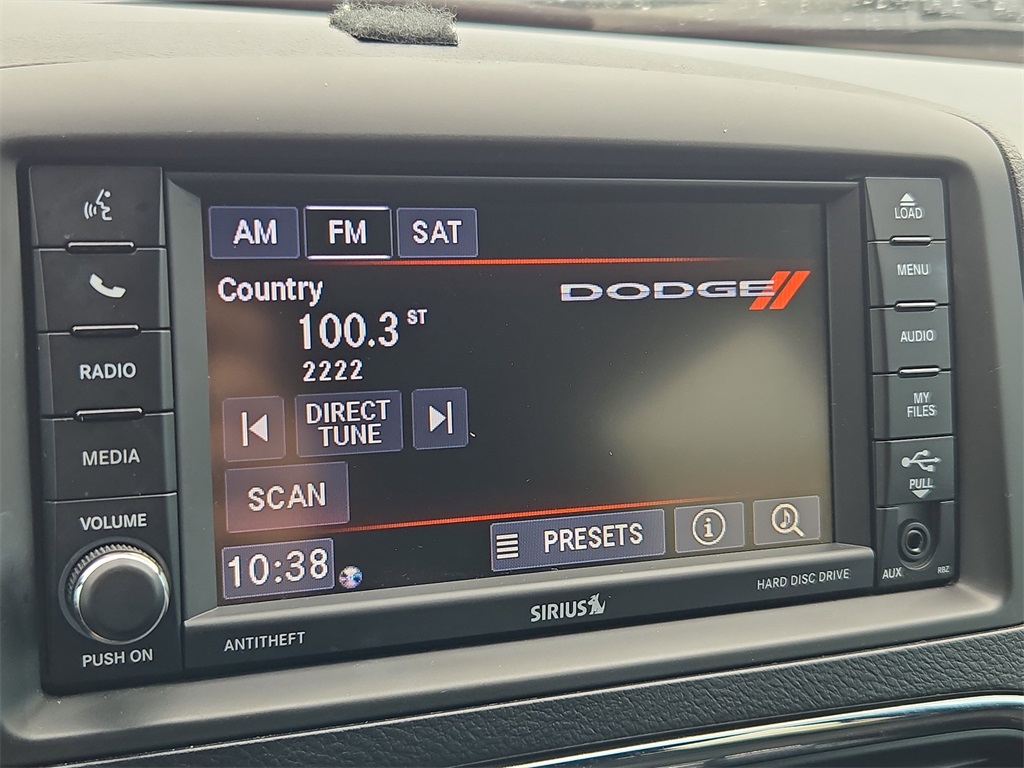 AM
FM
SAT
Country
DODGE
100.3 ST
2222
DIRECT
TUNE
SCAN
10:38
PRESETS
i
RADIO
MEDIA
VOLUME
PUSH ON
ANTITHEFT
SIRIUS
HARD DISC DRIVE
LOAD
MENU
AUDIO
MY
FILES
PULL
AUX
RBZ